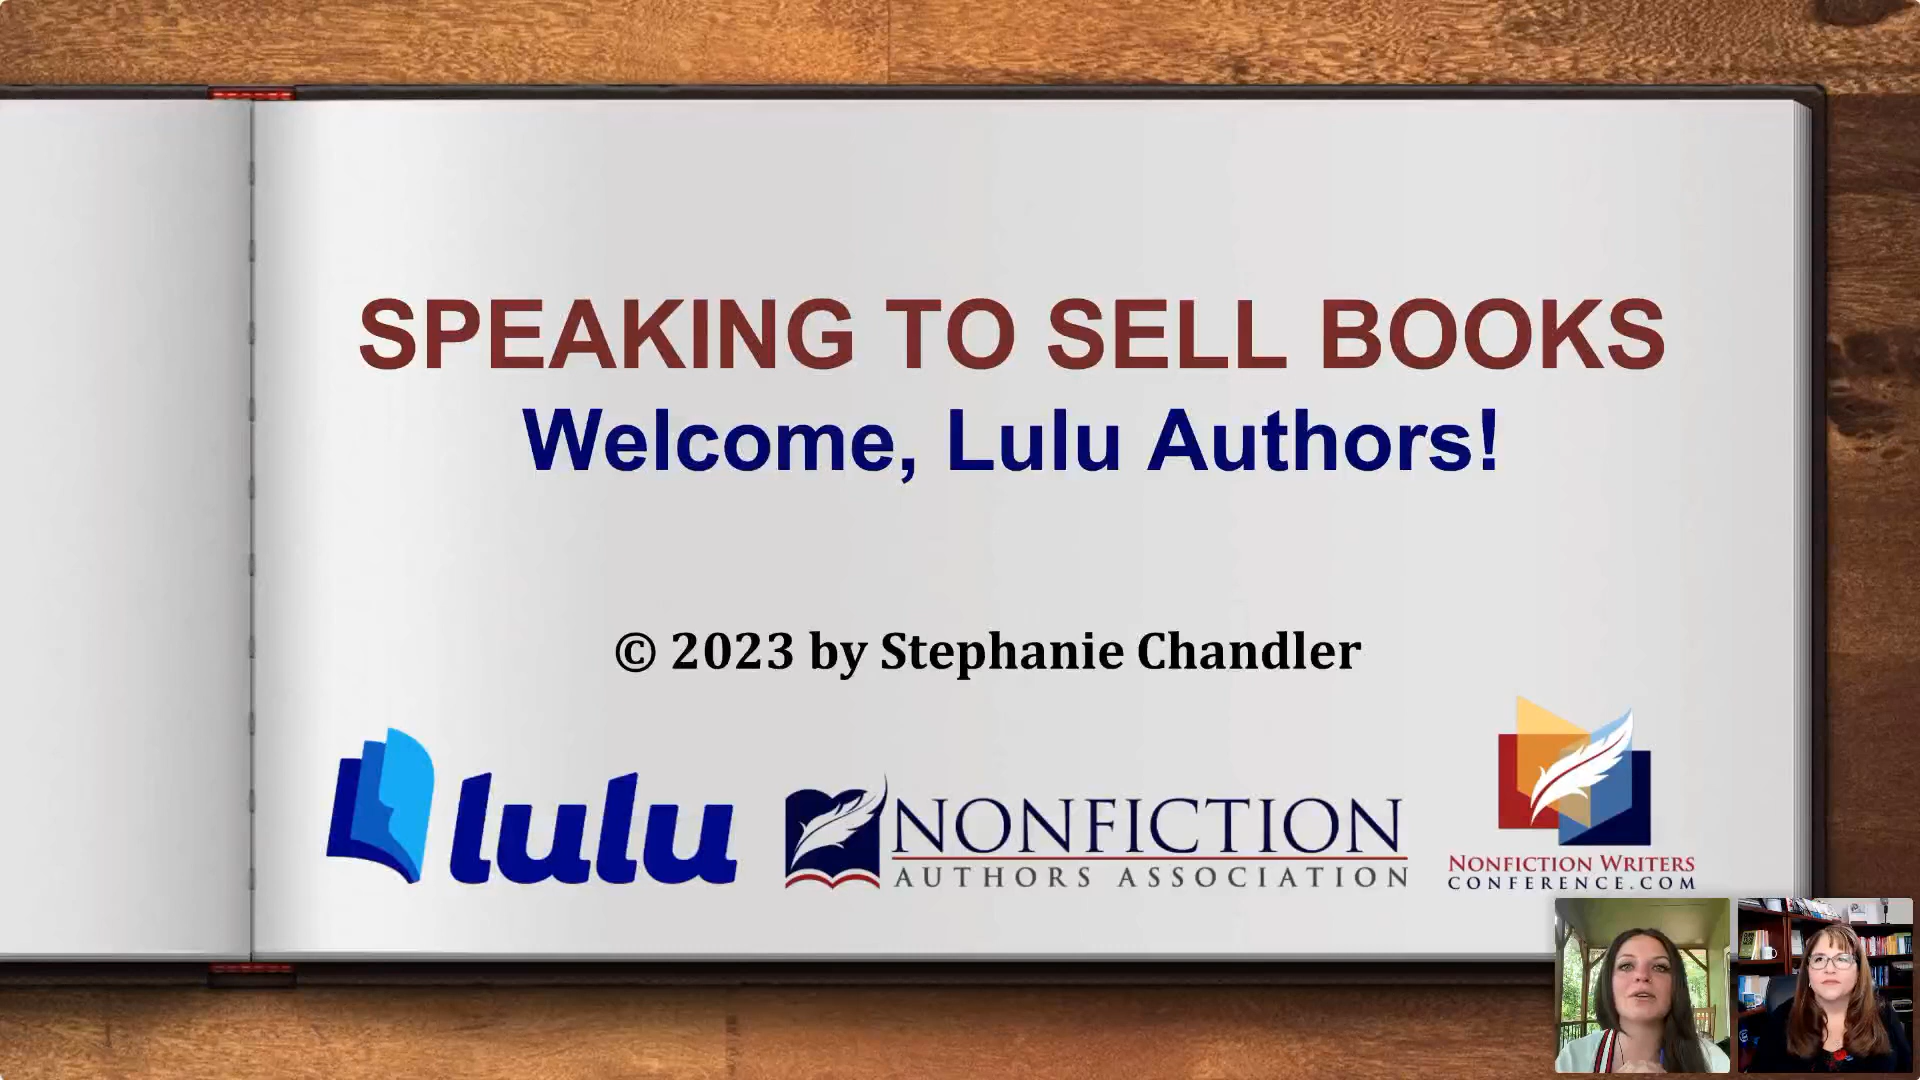 SPEAKING TO SELL BOOKS
Welcome, Lulu Authors!
© 2023 by Stephanie Chandler
lulu
NONFICTION
AUTHORS ASSOCIATION
NONFICTION WRITERS
CONFERENCE.COM